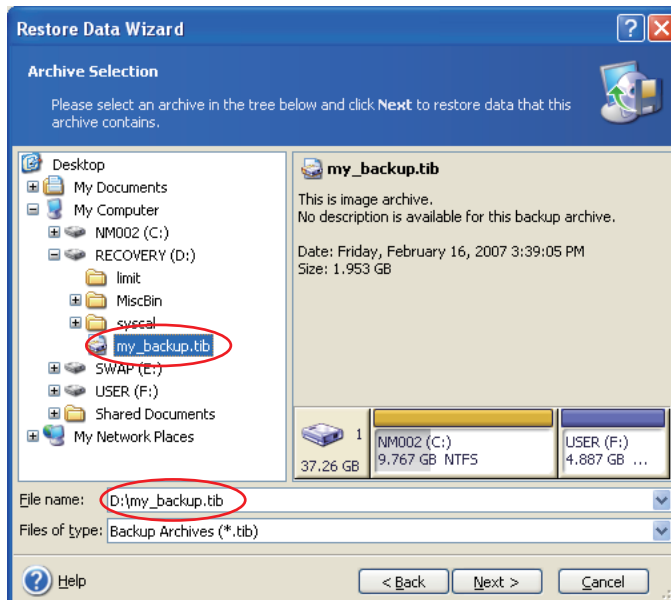 Restore Data Wizard
Archive Selection
Please select an archive in the tree below and click Next to restore data that this
archive contains.
Desktop
My Documents
My Computer
NM002 (C:)
RECOVERY (D:)
limit
MiscBin
syscal
my_backup.tib
SWAP (E:)
USER (F:)
Shared Documents
My Network Places
my_backup.tib
This is image archive.
No description is available for this backup archive.
Date: Friday, February 16, 2007 3:39:05 PM
Size: 1.953 GB
1
37.26 GB
NM002 (C:)
9.767 GB NTFS
USER (F:)
4.887 GB ...
File name: D:\my_backup.tib
Files of type: Backup Archives (*.tib)
Help
< Back
Next >
Cancel